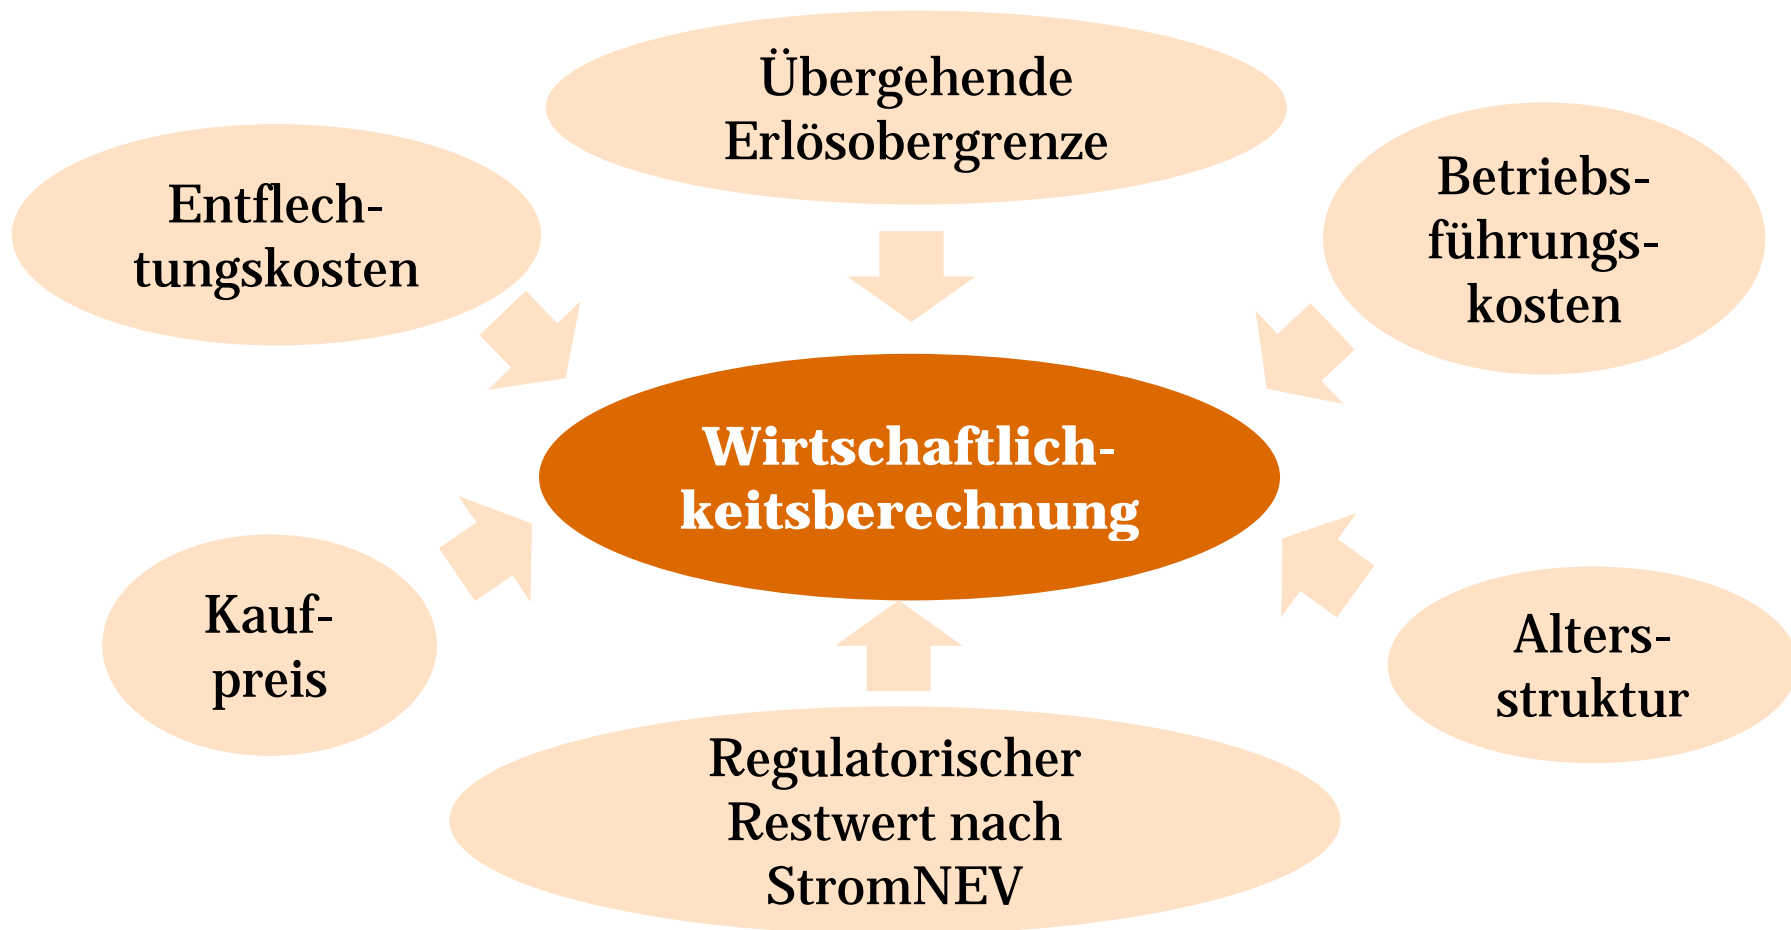 Übergehende
Erlösobergrenze
Entflech-
tungskosten
Betriebs-
führungs-
kosten
Wirtschaftlich-
keitsberechnung
Kauf-
preis
Alters-
struktur
Regulatorischer
Restwert nach
StromNEV